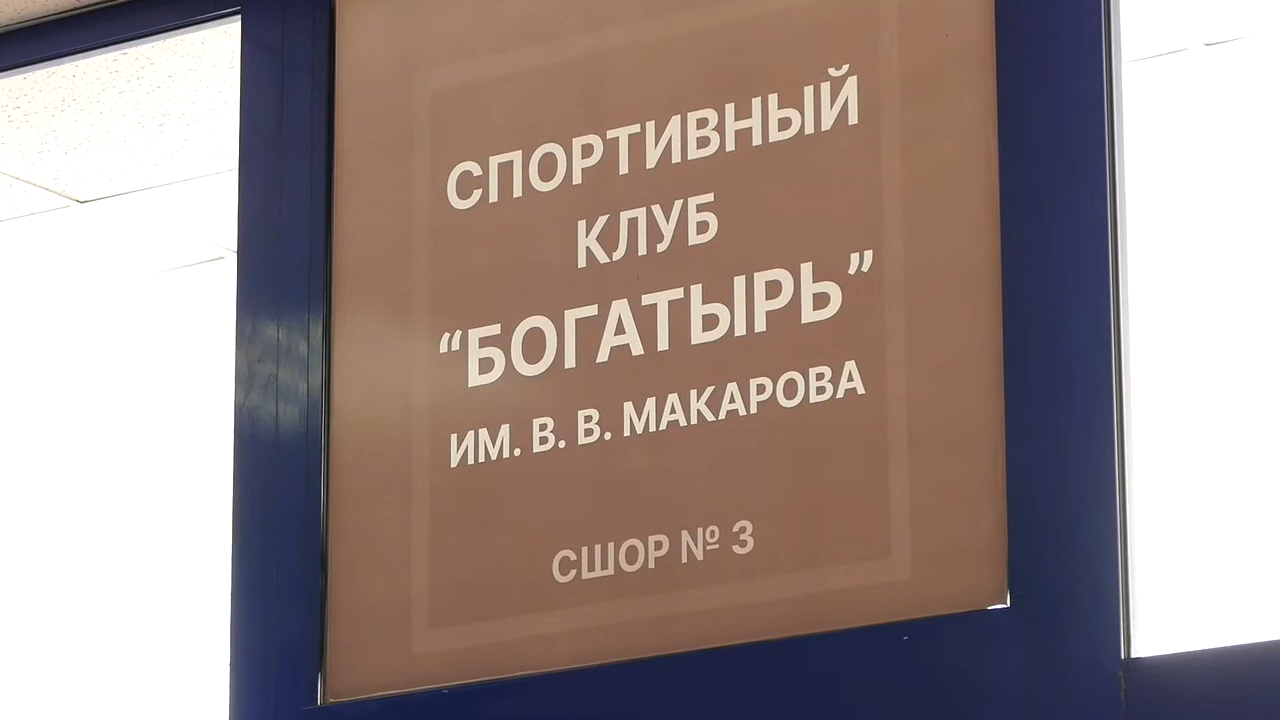 СПОРТИВНЫЙ
КЛУБ
“БОГАТЫРЬ”
ИМ. В. В. МАКАРОВА
СШОР № 3